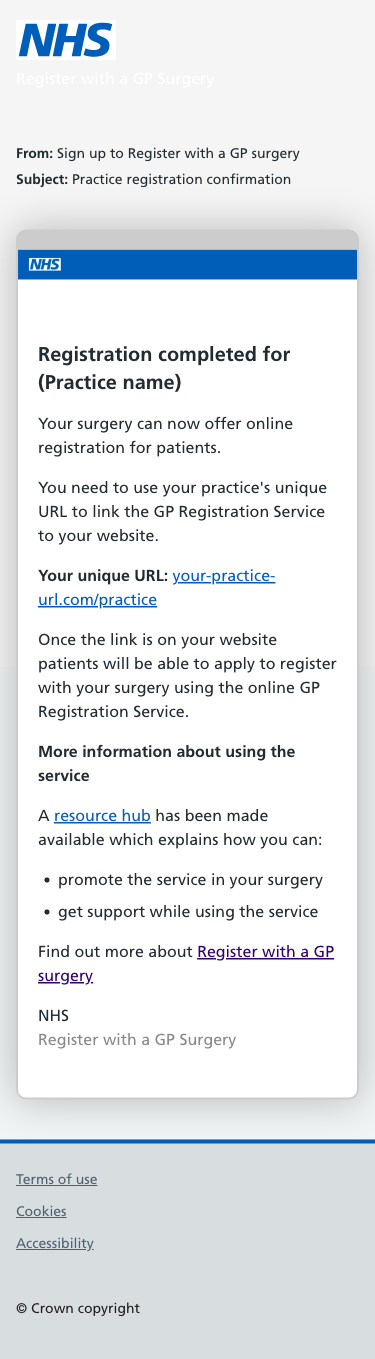 NHS
Register with a GP Surgery
From: Sign up to Register with a GP surgery
Subject: Practice registration confirmation
NHS
Registration completed for
(Practice name)
Your surgery can now offer online
registration for patients.
You need to use your practice's unique
URL to link the GP Registration Service
to your website.
Your unique URL: your-practice-
url.com/practice
Once the link is on your website
patients will be able to apply to register
with your surgery using the online GP
Registration Service.
More information about using the
service
A resource hub has been made
available which explains how you can:
• promote the service in your surgery
• get support while using the service
Find out more about Register with a GP
surgery
NHS
Register with a GP Surgery
Terms of use
Cookies
Accessibility
© Crown copyright